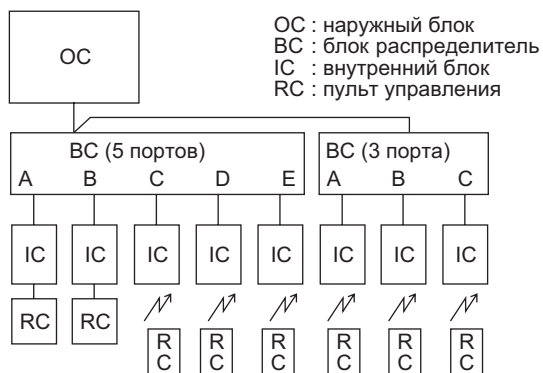 OC
OC : наружный блок
BC : блок распределитель
IC : внутренний блок
RC : пульт управления
BC (5 портов)
A B C D E
BC (3 порта)
A B C
IC IC IC IC IC IC IC IC
RC RC
R R R R R R
C C C C C C